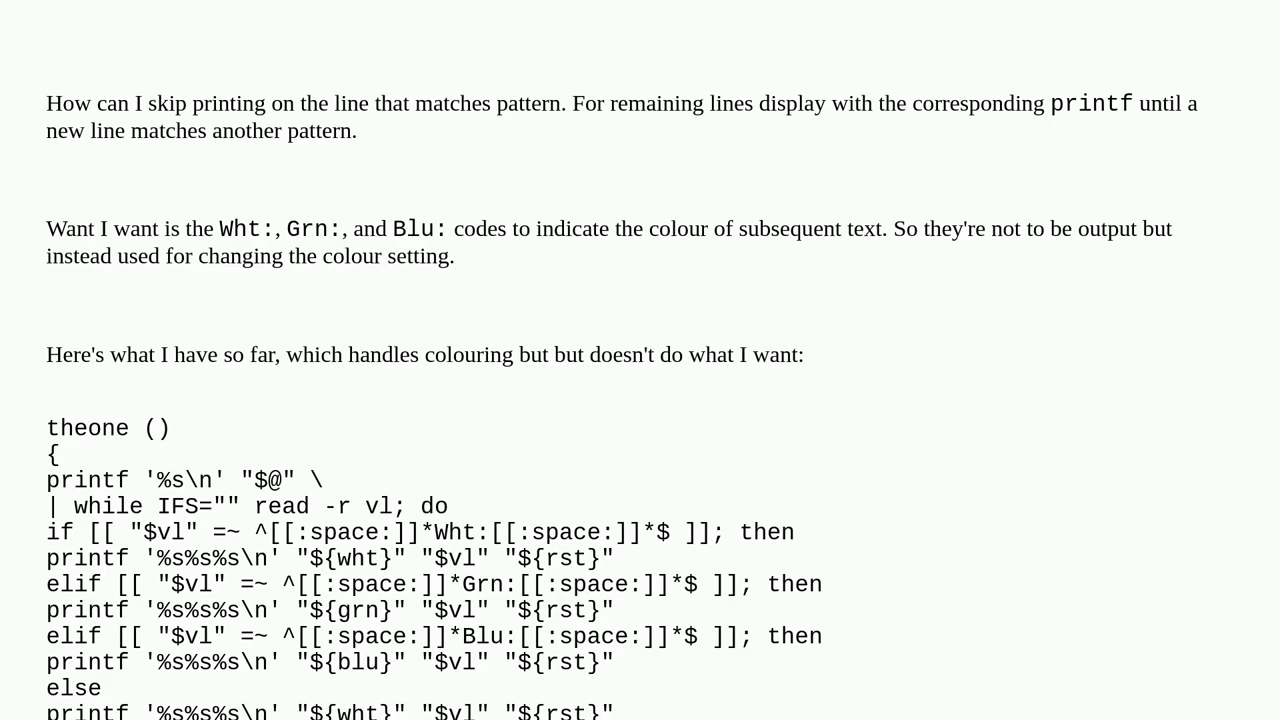 How can I skip printing on the line that matches pattern. For remaining lines display with the corresponding printf until a
new line matches another pattern.
Want I want is the Wht:, Grn:, and Blu: codes to indicate the colour of subsequent text. So they're not to be output but
instead used for changing the colour setting.
Here's what I have so far, which handles colouring but but doesn't do what I want:
theone ()
{
printf '%s\n' "$@" \
| while IFS="" read -r vl; do
if [[ "$vl" =~ ^[[:space:]]*Wht:[[:space:]]*$ ]]; then
printf '%s%s%s\n' "${wht}" "$vl" "${rst}"
elif [[ "$vl" =~ ^[[:space:]]*Grn:[[:space:]]*$ ]]; then
printf '%s%s%s\n' "${grn}" "$vl" "${rst}"
elif [[ "$vl" =~ ^[[:space:]]*Blu:[[:space:]]*$ ]]; then
printf '%s%s%s\n' "${blu}" "$vl" "${rst}"
else
printf '%s%s%s\n' "${wht}" "$vl" "${rst}"